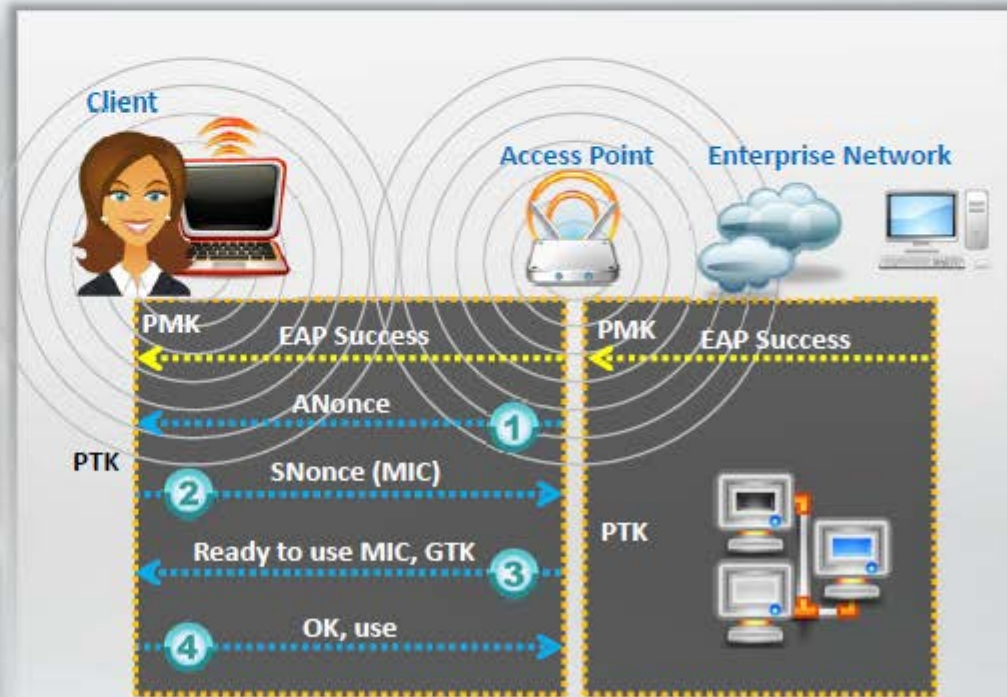 Client
Access Point
Enterprise Network
PMK
EAP Success
PMK
EAP Success
ANonce
1
PTK
SNonce (MIC)
2
PTK
Ready to use MIC, GTK
3
OK, use
4